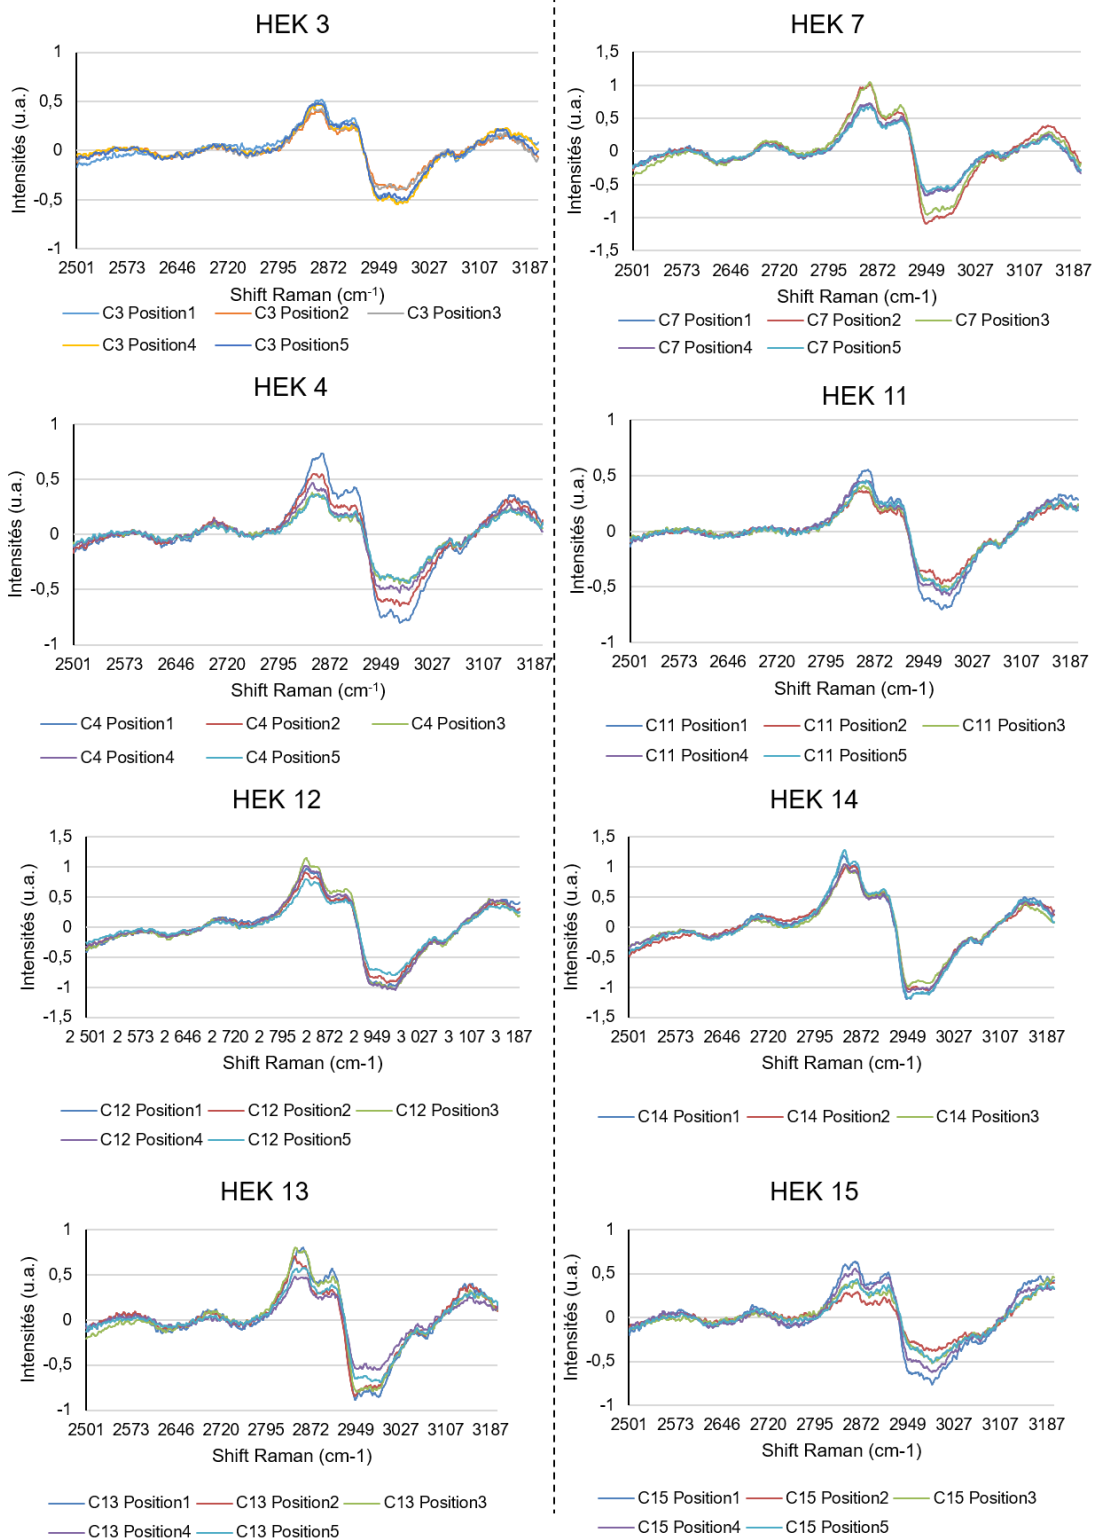 HEK 3
1
0,5
0
-0,5
-1
Intensités (u.a.)
2501 2573 2646 2720 2795 2872 2949 3027 3107 3187
Shift Raman (cm-1)
C3 Position1 C3 Position2 C3 Position3
C3 Position4 C3 Position5
HEK 7
1,5
1
0,5
0
-0,5
-1
-1,5
Intensités (u.a.)
2501 2573 2646 2720 2795 2872 2949 3027 3107 3187
Shift Raman (cm-1)
C7 Position1 C7 Position2 C7 Position3
C7 Position4 C7 Position5
HEK 4
1
0,5
0
-0,5
-1
Intensités (u.a.)
2501 2573 2646 2720 2795 2872 2949 3027 3107 3187
Shift Raman (cm-1)
C4 Position1 C4 Position2 C4 Position3
C4 Position4 C4 Position5
HEK 11
1
0,5
0
-0,5
-1
Intensités (u.a.)
2501 2573 2646 2720 2795 2872 2949 3027 3107 3187
Shift Raman (cm-1)
C11 Position1 C11 Position2 C11 Position3
C11 Position4 C11 Position5
HEK 12
1,5
1
0,5
0
-0,5
-1
-1,5
Intensités (u.a.)
2 501 2 573 2 646 2 720 2 795 2 872 2 949 3 027 3 107 3 187
Shift Raman (cm-1)
C12 Position1 C12 Position2 C12 Position3
C12 Position4 C12 Position5
HEK 14
1,5
1
0,5
0
-0,5
-1
-1,5
Intensités (u.a.)
2501 2573 2646 2720 2795 2872 2949 3027 3107 3187
Shift Raman (cm-1)
C14 Position1 C14 Position2 C14 Position3
HEK 13
1
0,5
0
-0,5
-1
Intensités (u.a.)
2501 2573 2646 2720 2795 2872 2949 3027 3107 3187
Shift Raman (cm-1)
C13 Position1 C13 Position2 C13 Position3
C13 Position4 C13 Position5
HEK 15
1
0,5
0
-0,5
-1
Intensités (u.a.)
2501 2573 2646 2720 2795 2872 2949 3027 3107 3187
Shift Raman (cm-1)
C15 Position1 C15 Position2 C15 Position3
C15 Position4 C15 Position5